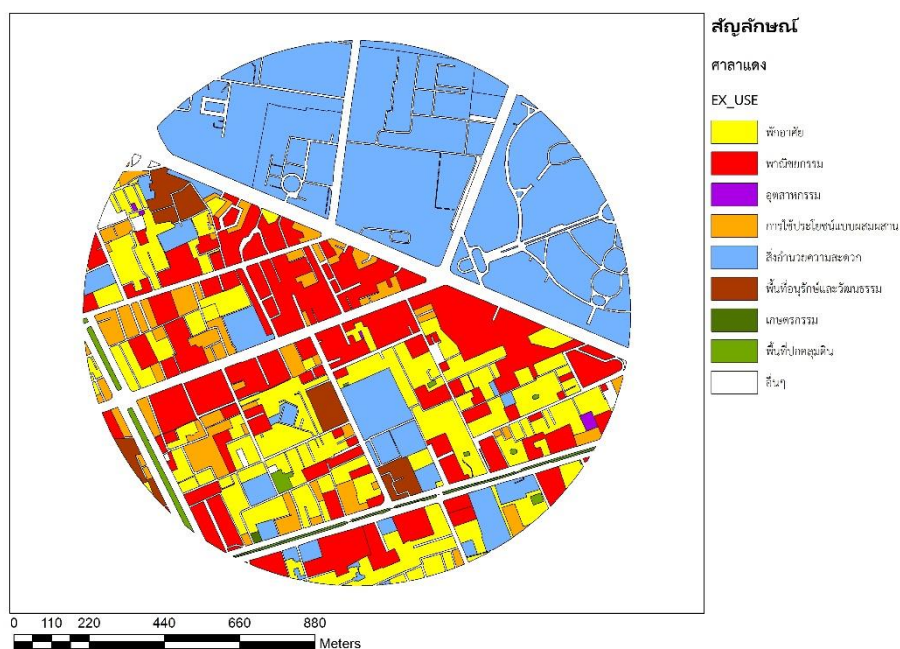 สัญลักษณ์
ศาลาแดง
EX_USE
พักอาศัย
พาณิชยกรรม
อุตสาหกรรม
การใช้ประโยชน์แบบผสมผสาน
สิ่งอำนวยความสะดวก
พื้นที่อนุรักษ์และวัฒนธรรม
เกษตรกรรม
พื้นที่ปกคลุมดิน
อื่นๆ
0 110 220 440 660 880
Meters